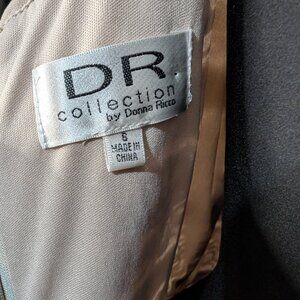 DR
collection
by Donna Ricco
6
MADE IN
CHINA